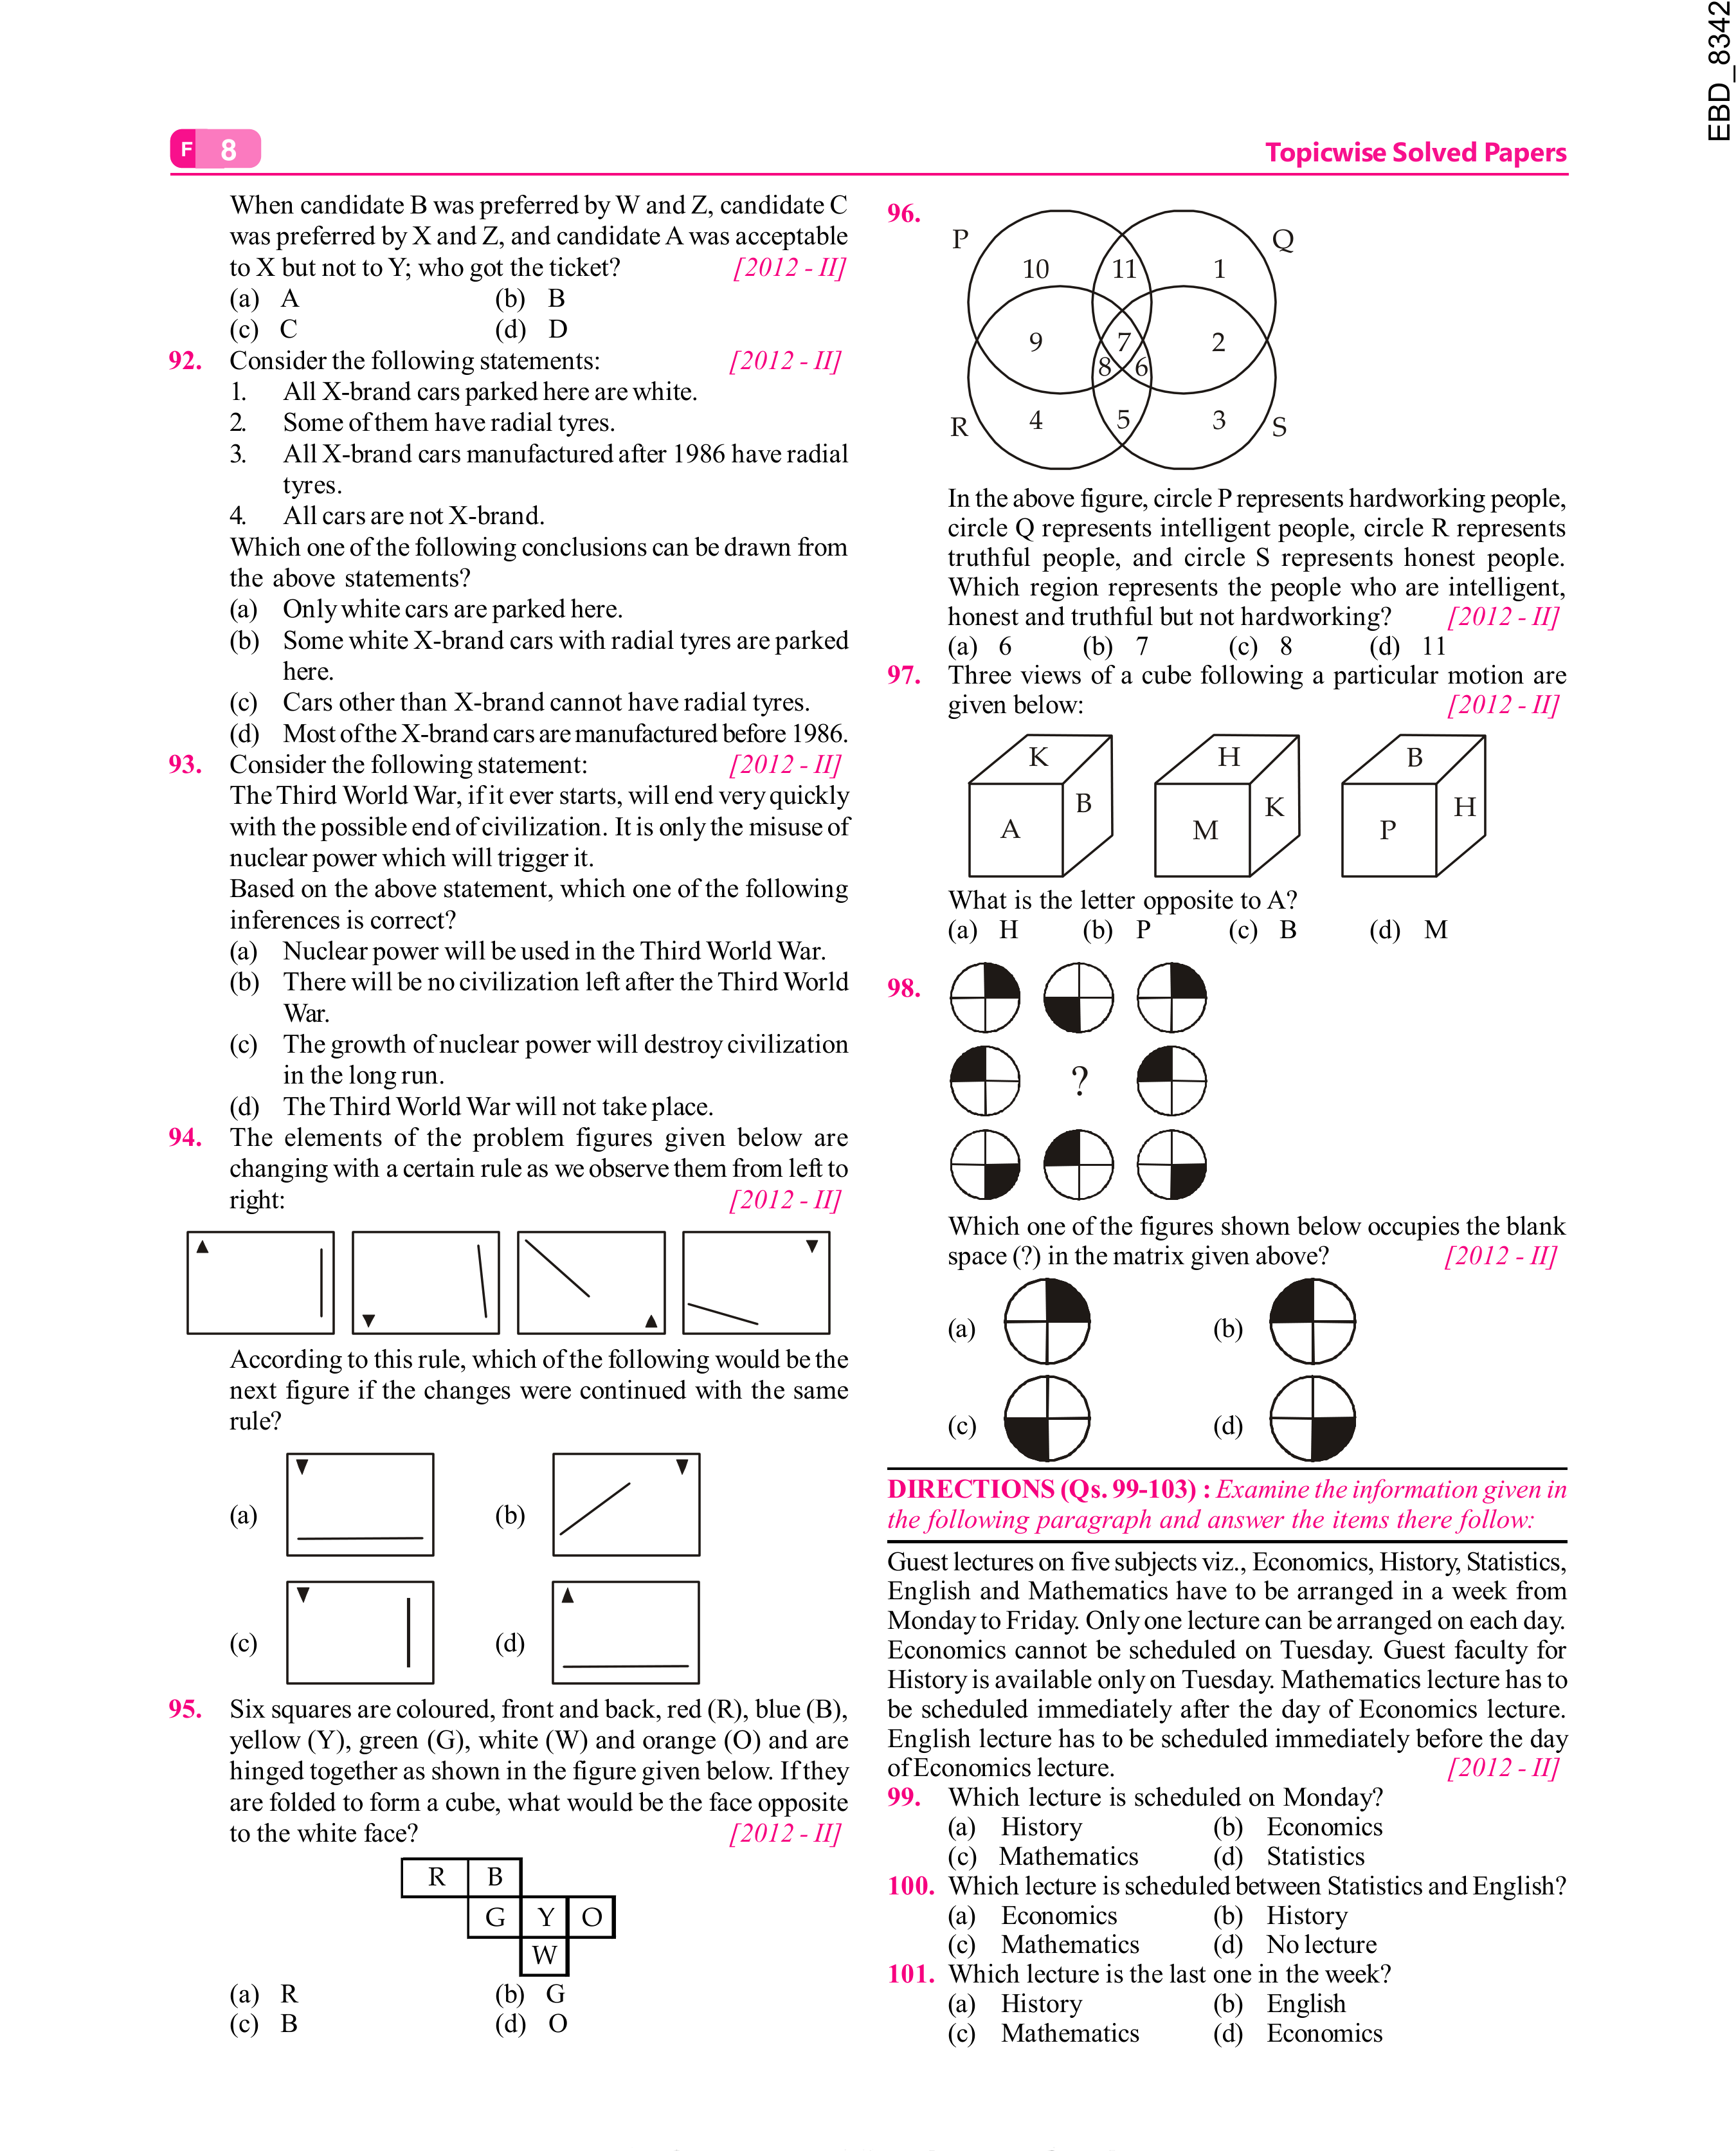 EBD_8342
F 8
Topicwise Solved Papers
When candidate B was preferred by W and Z, candidate C
was preferred by X and Z, and candidate A was acceptable
to X but not to Y; who got the ticket? [2012 - II]
(a) A (b) B
(c) C (d) D
92. Consider the following statements: [2012 - II]
1. All X-brand cars parked here are white.
2. Some of them have radial tyres.
3. All X-brand cars manufactured after 1986 have radial
tyres.
4. All cars are not X-brand.
Which one of the following conclusions can be drawn from
the above statements?
(a) Only white cars are parked here.
(b) Some white X-brand cars with radial tyres are parked
here.
(c) Cars other than X-brand cannot have radial tyres.
(d) Most of the X-brand cars are manufactured before 1986.
93. Consider the following statement: [2012 - II]
The Third World War, if it ever starts, will end very quickly
with the possible end of civilization. It is only the misuse of
nuclear power which will trigger it.
Based on the above statement, which one of the following
inferences is correct?
(a) Nuclear power will be used in the Third World War.
(b) There will be no civilization left after the Third World
War.
(c) The growth of nuclear power will destroy civilization
in the long run.
(d) The Third World War will not take place.
94. The elements of the problem figures given below are
changing with a certain rule as we observe them from left to
right: [2012 - II]
According to this rule, which of the following would be the
next figure if the changes were continued with the same
rule?
(a) (b)
(c) (d)
95. Six squares are coloured, front and back, red (R), blue (B),
yellow (Y), green (G), white (W) and orange (O) and are
hinged together as shown in the figure given below. If they
are folded to form a cube, what would be the face opposite
to the white face? [2012 - II]
R B
G Y O
W
(a) R (b) G
(c) B (d) O
96.
P Q
10 11 1
9 7 2
8 6
R 4 5 3 S
In the above figure, circle P represents hardworking people,
circle Q represents intelligent people, circle R represents
truthful people, and circle S represents honest people.
Which region represents the people who are intelligent,
honest and truthful but not hardworking? [2012 - II]
(a) 6 (b) 7 (c) 8 (d) 11
97. Three views of a cube following a particular motion are
given below: [2012 - II]
K H B
B K H
A M P
What is the letter opposite to A?
(a) H (b) P (c) B (d) M
98.
?
Which one of the figures shown below occupies the blank
space (?) in the matrix given above? [2012 - II]
(a) (b)
(c) (d)
DIRECTIONS (Qs. 99-103) : Examine the information given in
the following paragraph and answer the items there follow:
Guest lectures on five subjects viz., Economics, History, Statistics,
English and Mathematics have to be arranged in a week from
Monday to Friday. Only one lecture can be arranged on each day.
Economics cannot be scheduled on Tuesday. Guest faculty for
History is available only on Tuesday. Mathematics lecture has to
be scheduled immediately after the day of Economics lecture.
English lecture has to be scheduled immediately before the day
of Economics lecture. [2012 - II]
99. Which lecture is scheduled on Monday?
(a) History (b) Economics
(c) Mathematics (d) Statistics
100. Which lecture is scheduled between Statistics and English?
(a) Economics (b) History
(c) Mathematics (d) No lecture
101. Which lecture is the last one in the week?
(a) History (b) English
(c) Mathematics (d) Economics